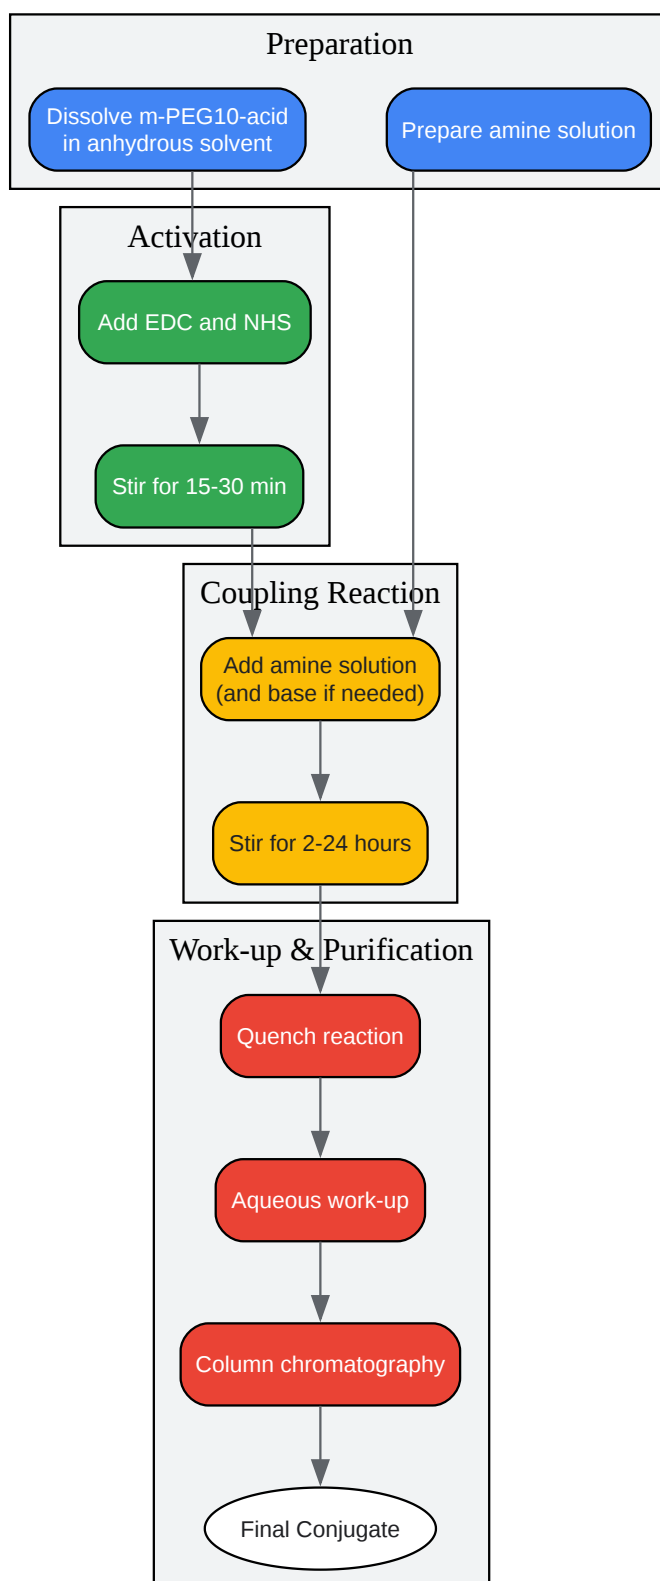 Preparation
Dissolve m-PEG10-acid
in anhydrous solvent
Prepare amine solution
Activation
Add EDC and NHS
Stir for 15-30 min
Coupling Reaction
Add amine solution
(and base if needed)
Stir for 2-24 hours
Work-up & Purification
Quench reaction
Aqueous work-up
Column chromatography
Final Conjugate